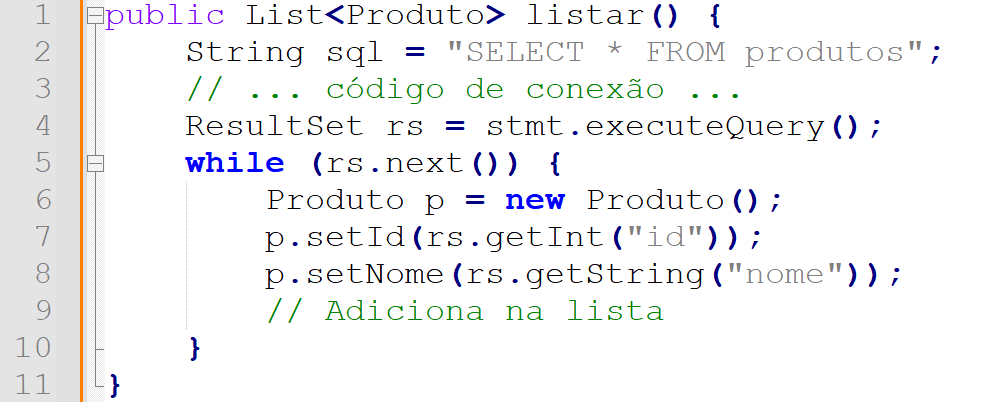 1 public List<Produto> listar() {
2 String sql = "SELECT * FROM produtos";
3 // ... código de conexão ...
4 ResultSet rs = stmt.executeQuery();
5 while (rs.next()) {
6 Produto p = new Produto();
7 p.setId(rs.getInt("id"));
8 p.setNome(rs.getString("nome"));
9 // Adiciona na lista
10 }
11 }